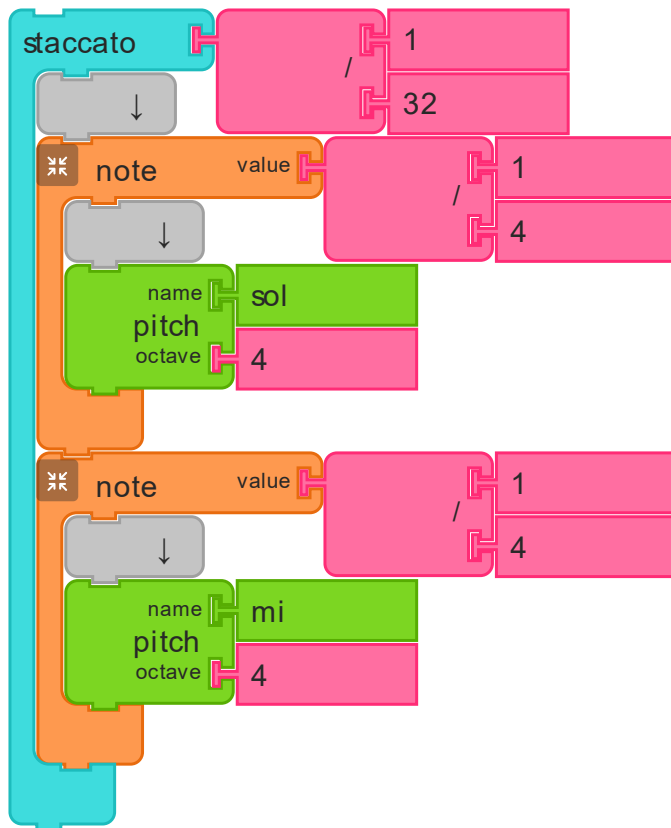 staccato / 1
32
↓
note value / 1
4
↓
name sol
pitch
octave 4
note value / 1
4
↓
name mi
pitch
octave 4